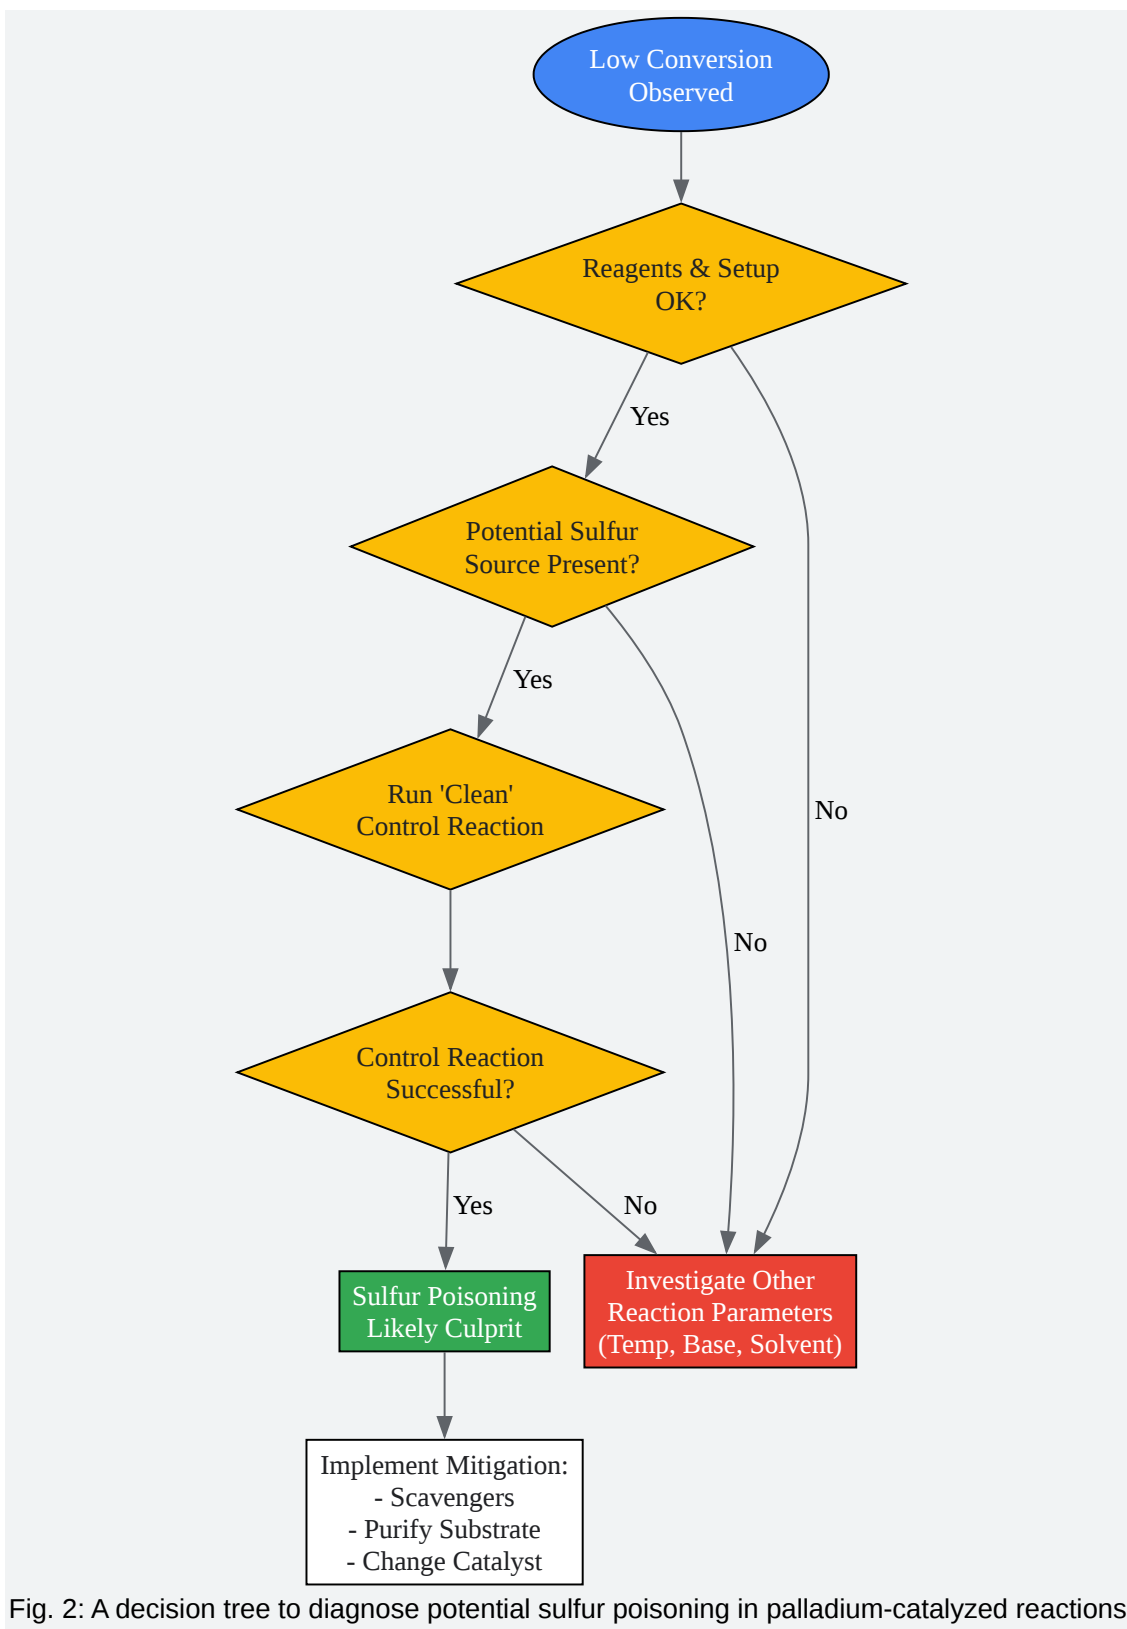 Low Conversion
Observed
Reagents & Setup
OK?
Yes
Potential Sulfur
Source Present?
Yes
Run 'Clean'
Control Reaction
No
No
Control Reaction
Successful?
Yes
No
Sulfur Poisoning
Likely Culprit
Investigate Other
Reaction Parameters
(Temp, Base, Solvent)
Implement Mitigation:
- Scavengers
- Purify Substrate
- Change Catalyst
Fig. 2: A decision tree to diagnose potential sulfur poisoning in palladium-catalyzed reactions